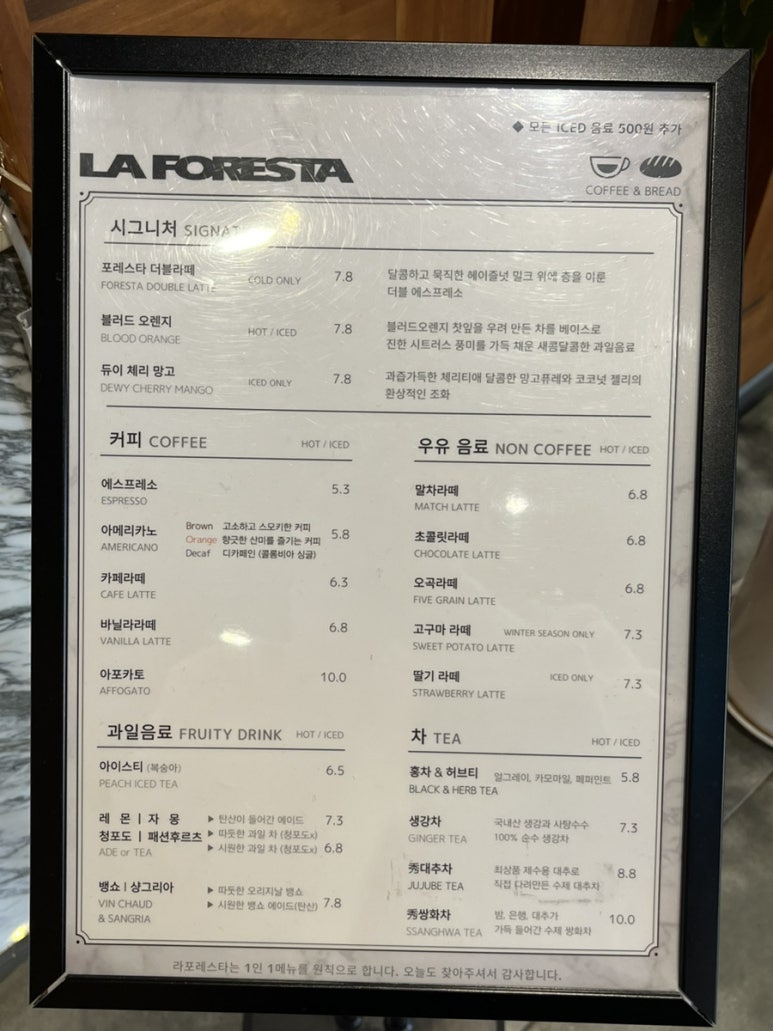 ◆ 모든 ICED 음료 500원 추가
LA FORESTA
COFFEE & BREAD
시그니처
포레스타 더블라떼 COLD ONLY 7.8
FORESTA DOUBLE LATTE
달콤하고 묵직한 헤이즐넛 밀크 위에 층을 이룬
더블 에스프레소
블러드 오렌지 HOT / ICED 7.8
BLOOD ORANGE
블러드오렌지 찻잎을 우려 만든 차를 베이스로
진한 시트러스 풍미를 가득 채운 새콤달콤한 과일음료
듀이 체리 망고 ICED ONLY 7.8
DEWY CHERRY MANGO
과즙가득한 체리티애 달콤한 망고퓨레와 코코넛 젤리의
환상적인 조화
커피 COFFEE HOT / ICED
에스프레소 5.3
ESPRESSO
아메리카노 5.8
AMERICANO
Brown 고소하고 스모키한 커피
Orange 향긋한 산미를 즐기는 커피
Decaf 디카페인 (콜롬비아 싱글)
카페라떼 6.3
CAFE LATTE
바닐라라떼 6.8
VANILLA LATTE
아포카토 10.0
AFFOGATO
우유 음료 NON COFFEE HOT / ICED
말차라떼 6.8
MATCH LATTE
초콜릿라떼 6.8
CHOCOLATE LATTE
오곡라떼 6.8
FIVE GRAIN LATTE
고구마 라떼 WINTER SEASON ONLY 7.3
SWEET POTATO LATTE
딸기 라떼 ICED ONLY 7.3
STRAWBERRY LATTE
과일음료 FRUITY DRINK HOT / ICED
아이스티 (복숭아) 6.5
PEACH ICED TEA
레 몬 | 자 몽
청포도 | 패션후르츠
ADE or TEA
▶ 탄산이 들어간 에이드 7.3
▶ 따뜻한 과일 차 (청포도x)
▶ 시원한 과일 차 (청포도x) 6.8
뱅쇼 | 샹그리아
VIN CHAUD
& SANGRIA
▶ 따뜻한 오리지날 뱅쇼
▶ 시원한 뱅쇼 에이드(탄산) 7.8
차 TEA HOT / ICED
홍차 & 허브티 얼그레이, 카모마일, 페퍼민트 5.8
BLACK & HERB TEA
생강차 7.3
GINGER TEA
국내산 생강과 사탕수수
100% 순수 생강차
秀대추차 8.8
JUJUBE TEA
최상품 제수용 대추로
직접 다려만든 수제 대추차
秀쌍화차 10.0
SSANGHWA TEA
밤, 은행, 대추가
가득 들어간 수제 쌍화차
라포레스타는 1인 1메뉴를 원칙으로 합니다. 오늘도 찾아주셔서 감사합니다.